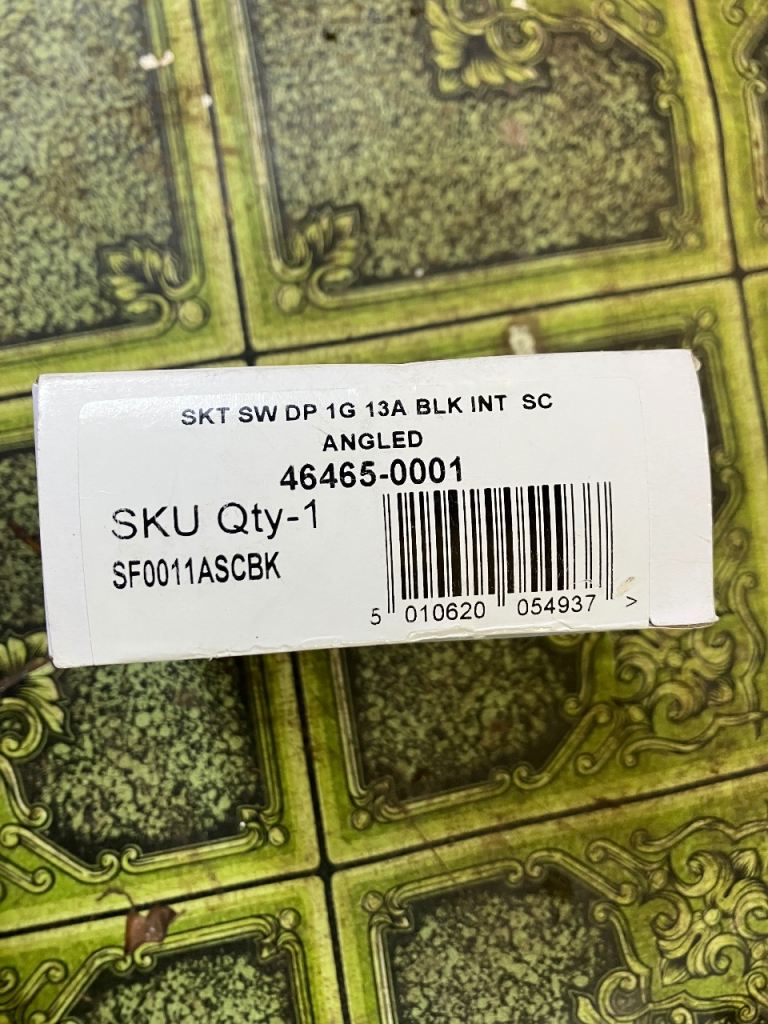 SKT SW DP 1G 13A BLK INT SC
ANGLED
46465-0001
SKU Qty-1
SF0011ASCBK
5 010620 054937 >